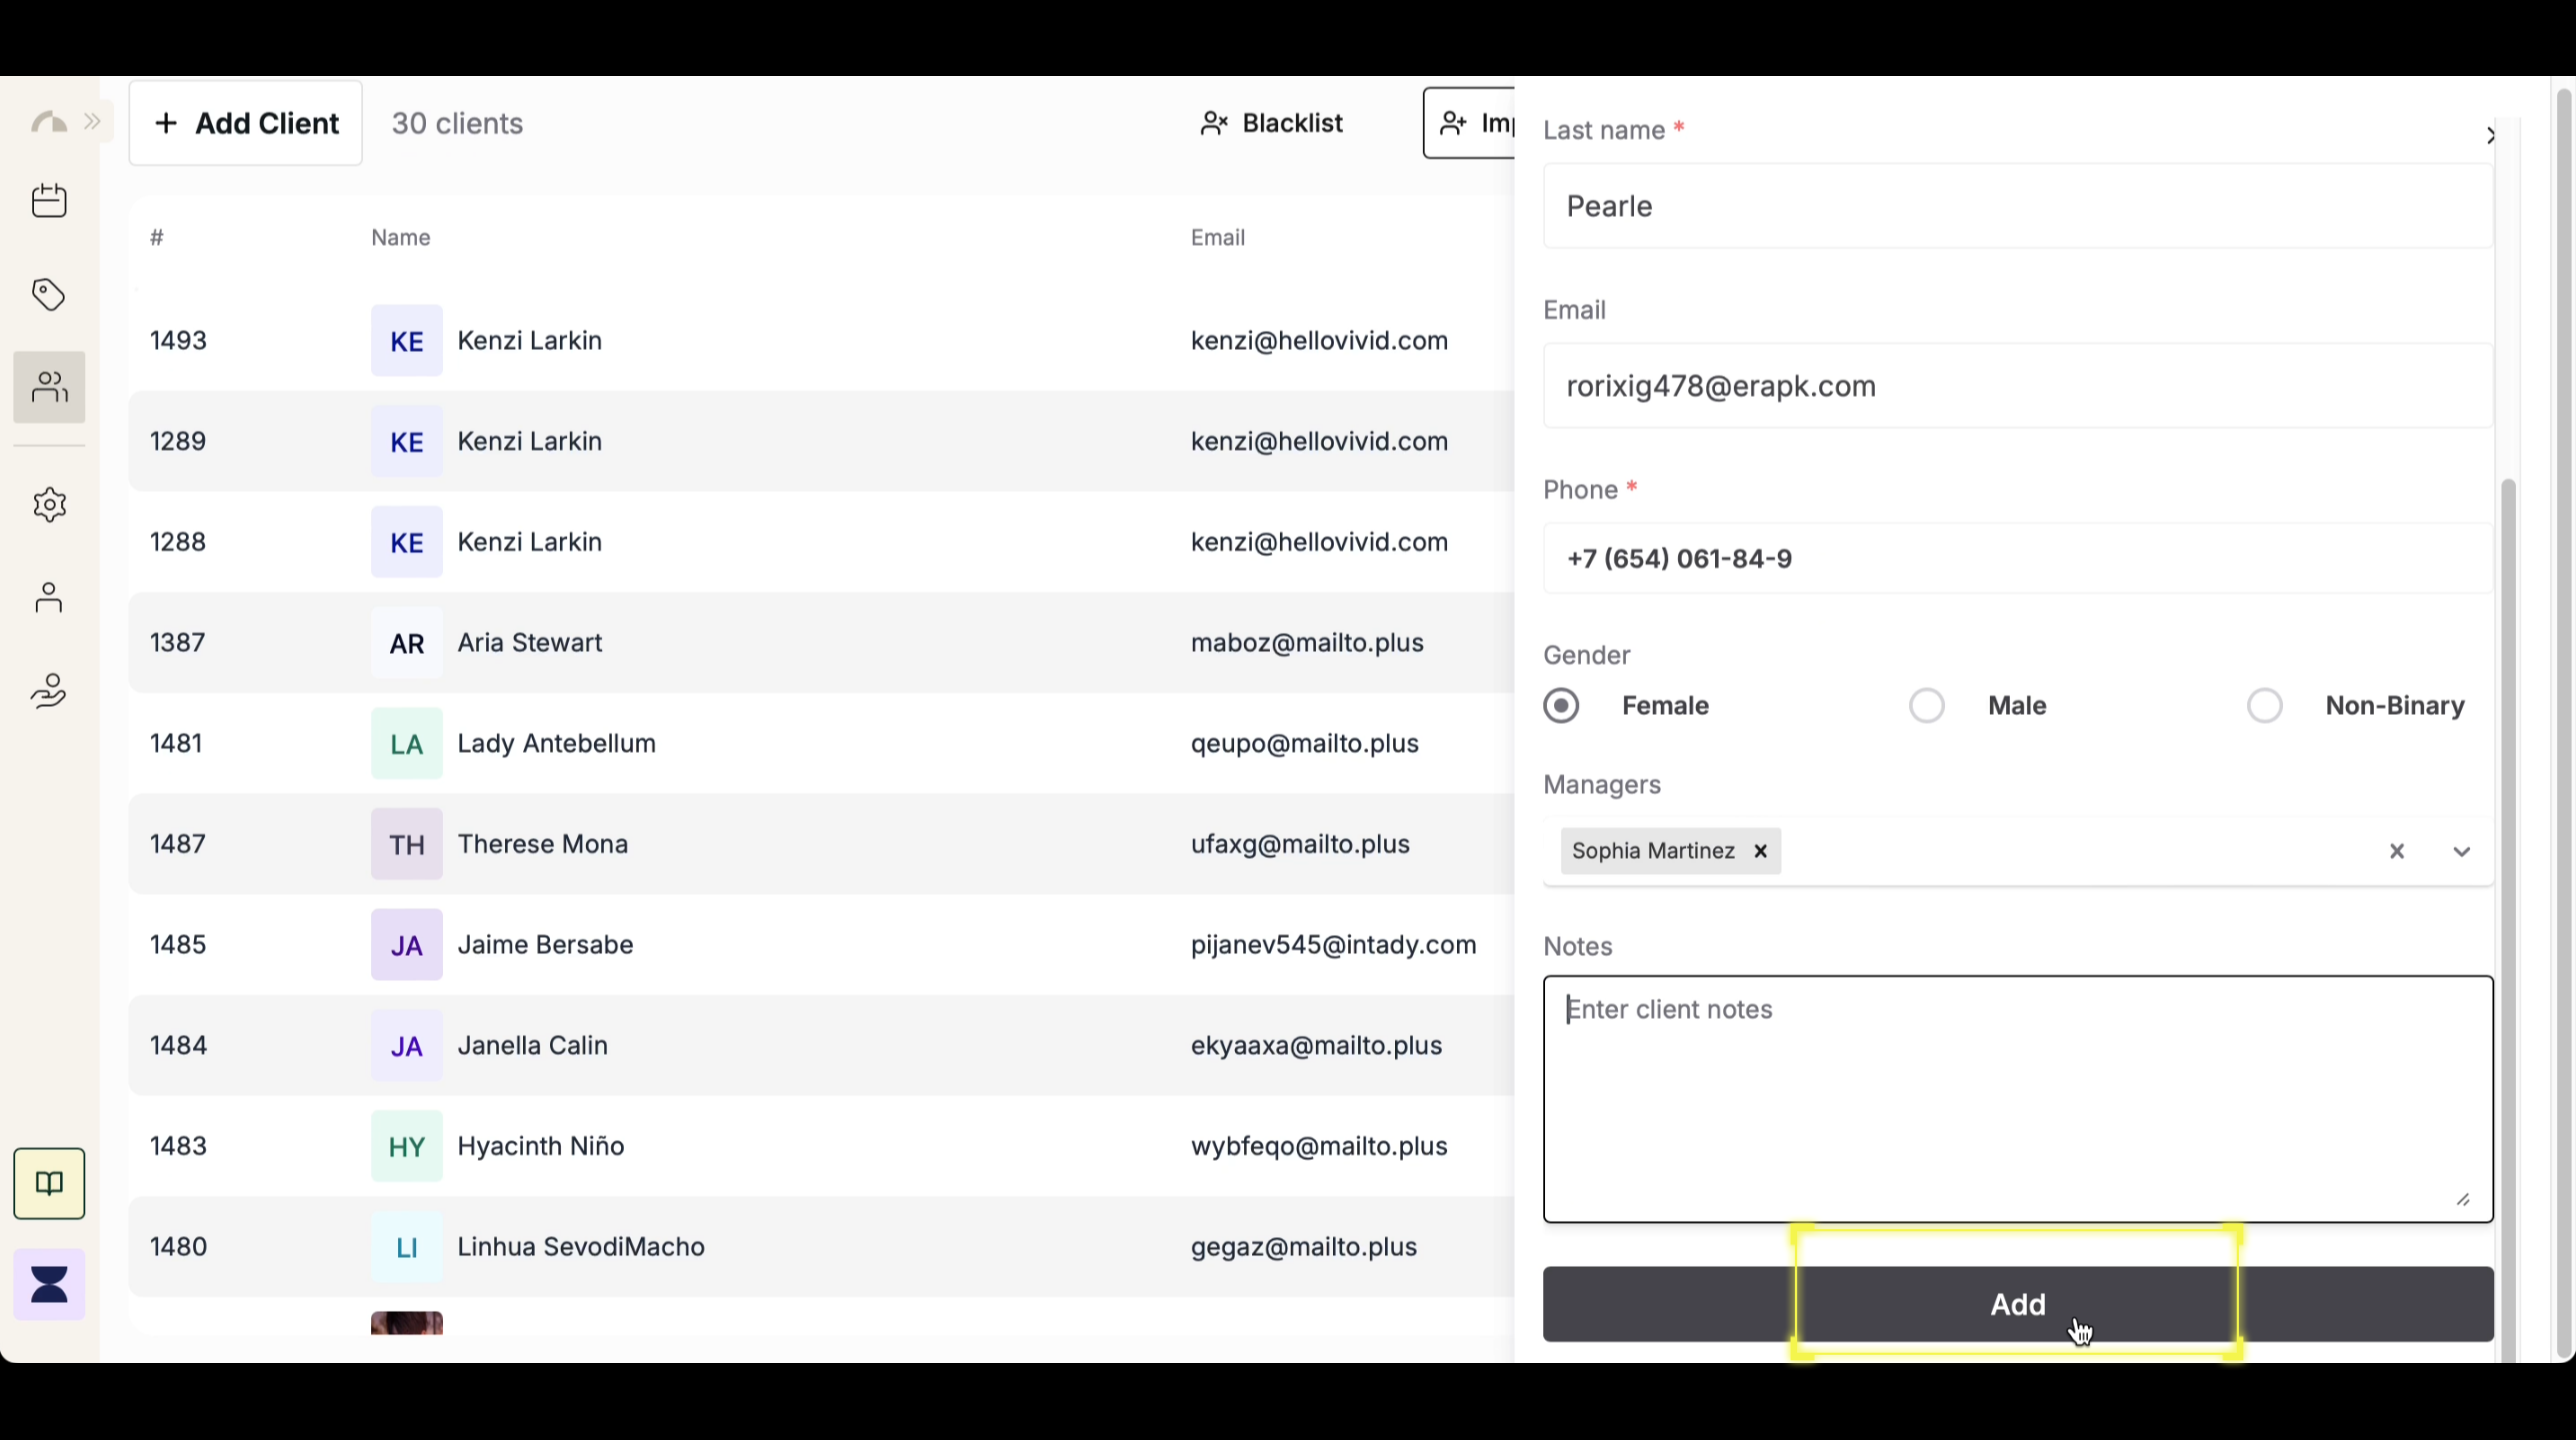 + Add Client
30 clients
Blacklist
Imp
# Name Email
1493 KE Kenzi Larkin kenzi@hellovivid.com
1289 KE Kenzi Larkin kenzi@hellovivid.com
1288 KE Kenzi Larkin kenzi@hellovivid.com
1387 AR Aria Stewart maboz@mailto.plus
1481 LA Lady Antebellum qeupo@mailto.plus
1487 TH Therese Mona ufaxg@mailto.plus
1485 JA Jaime Bersabe pijanev545@intady.com
1484 JA Janella Calin ekyaaxa@mailto.plus
1483 HY Hyacinth Niño wybfeqo@mailto.plus
1480 LI Linhua SevodiMacho gegaz@mailto.plus
Last name *
Pearle
Email
rorixig478@erapk.com
Phone *
+7 (654) 061-84-9
Gender
Female Male Non-Binary
Managers
Sophia Martinez
Notes
Enter client notes
Add